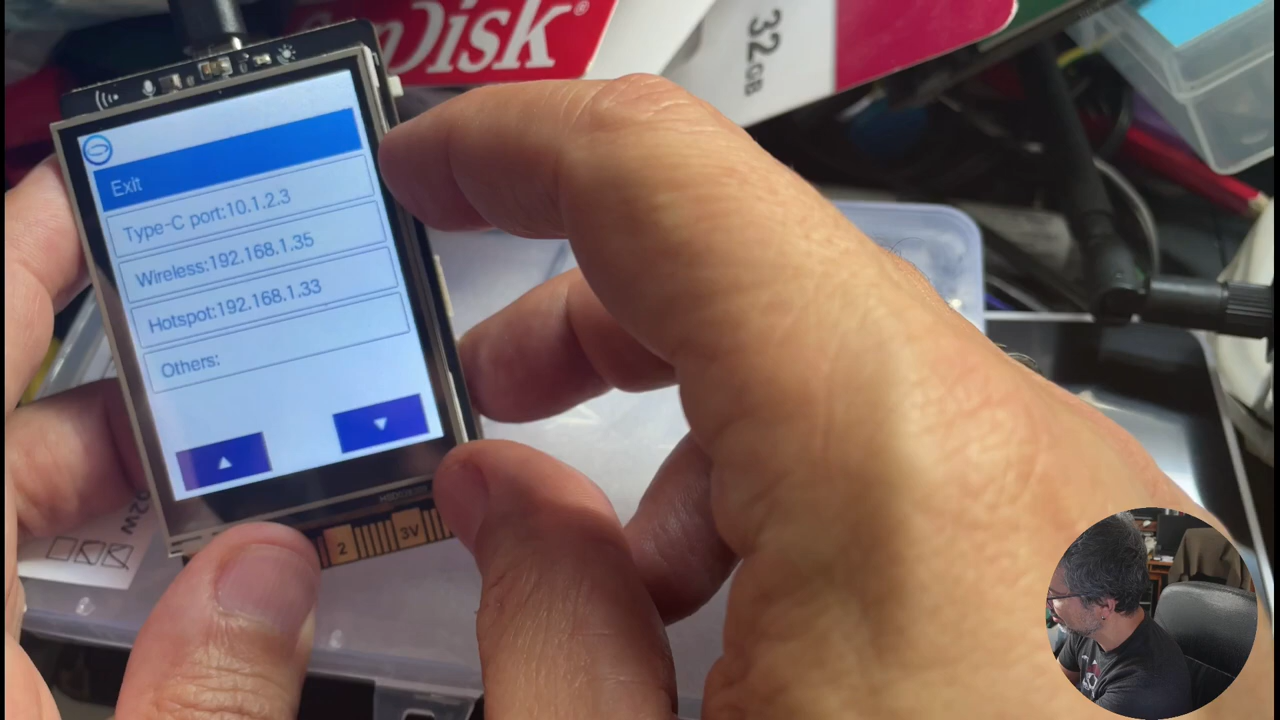 SanDisk®
32GB
Exit
Type-C port:10.1.2.3
Wireless:192.168.1.35
Hotspot:192.168.1.33
Others:
2
3V